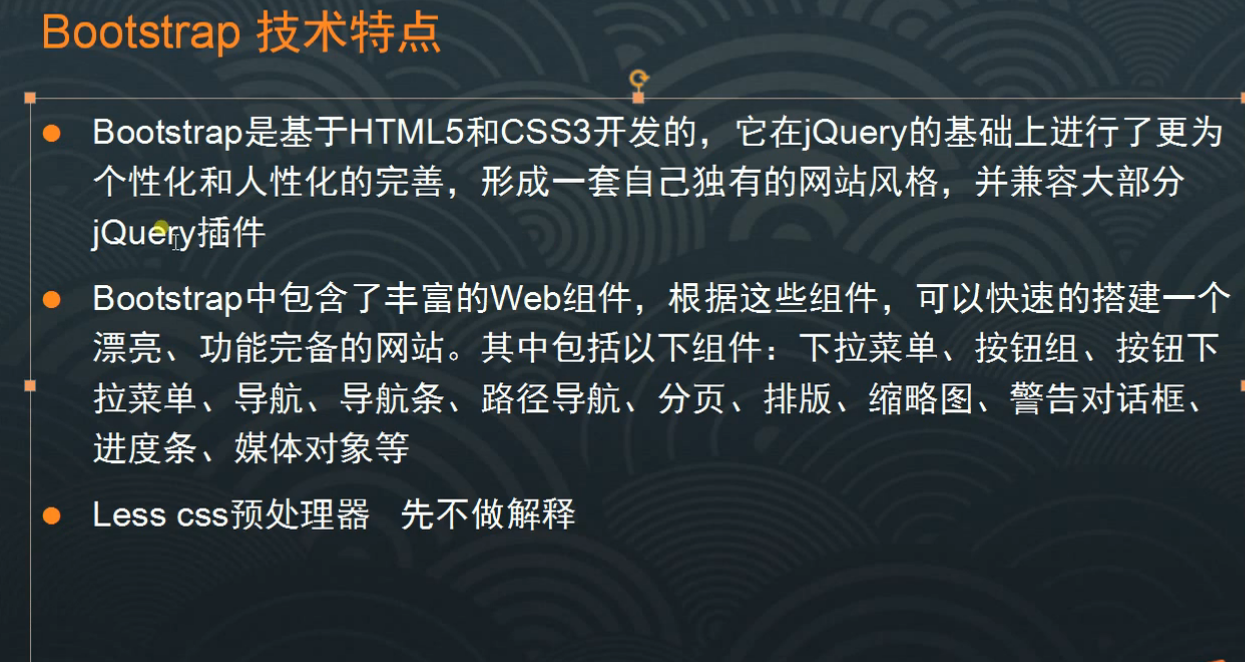 Bootstrap 技术特点
Bootstrap是基于HTML5和CSS3开发的，它在jQuery的基础上进行了更为
个性化和人性化的完善，形成一套自己独有的网站风格，并兼容大部分
jQuery插件
Bootstrap中包含了丰富的Web组件，根据这些组件，可以快速的搭建一个
漂亮、功能完备的网站。其中包括以下组件：下拉菜单、按钮组、按钮下
拉菜单、导航、导航条、路径导航、分页、排版、缩略图、警告对话框、
进度条、媒体对象等
Less css预处理器 先不做解释